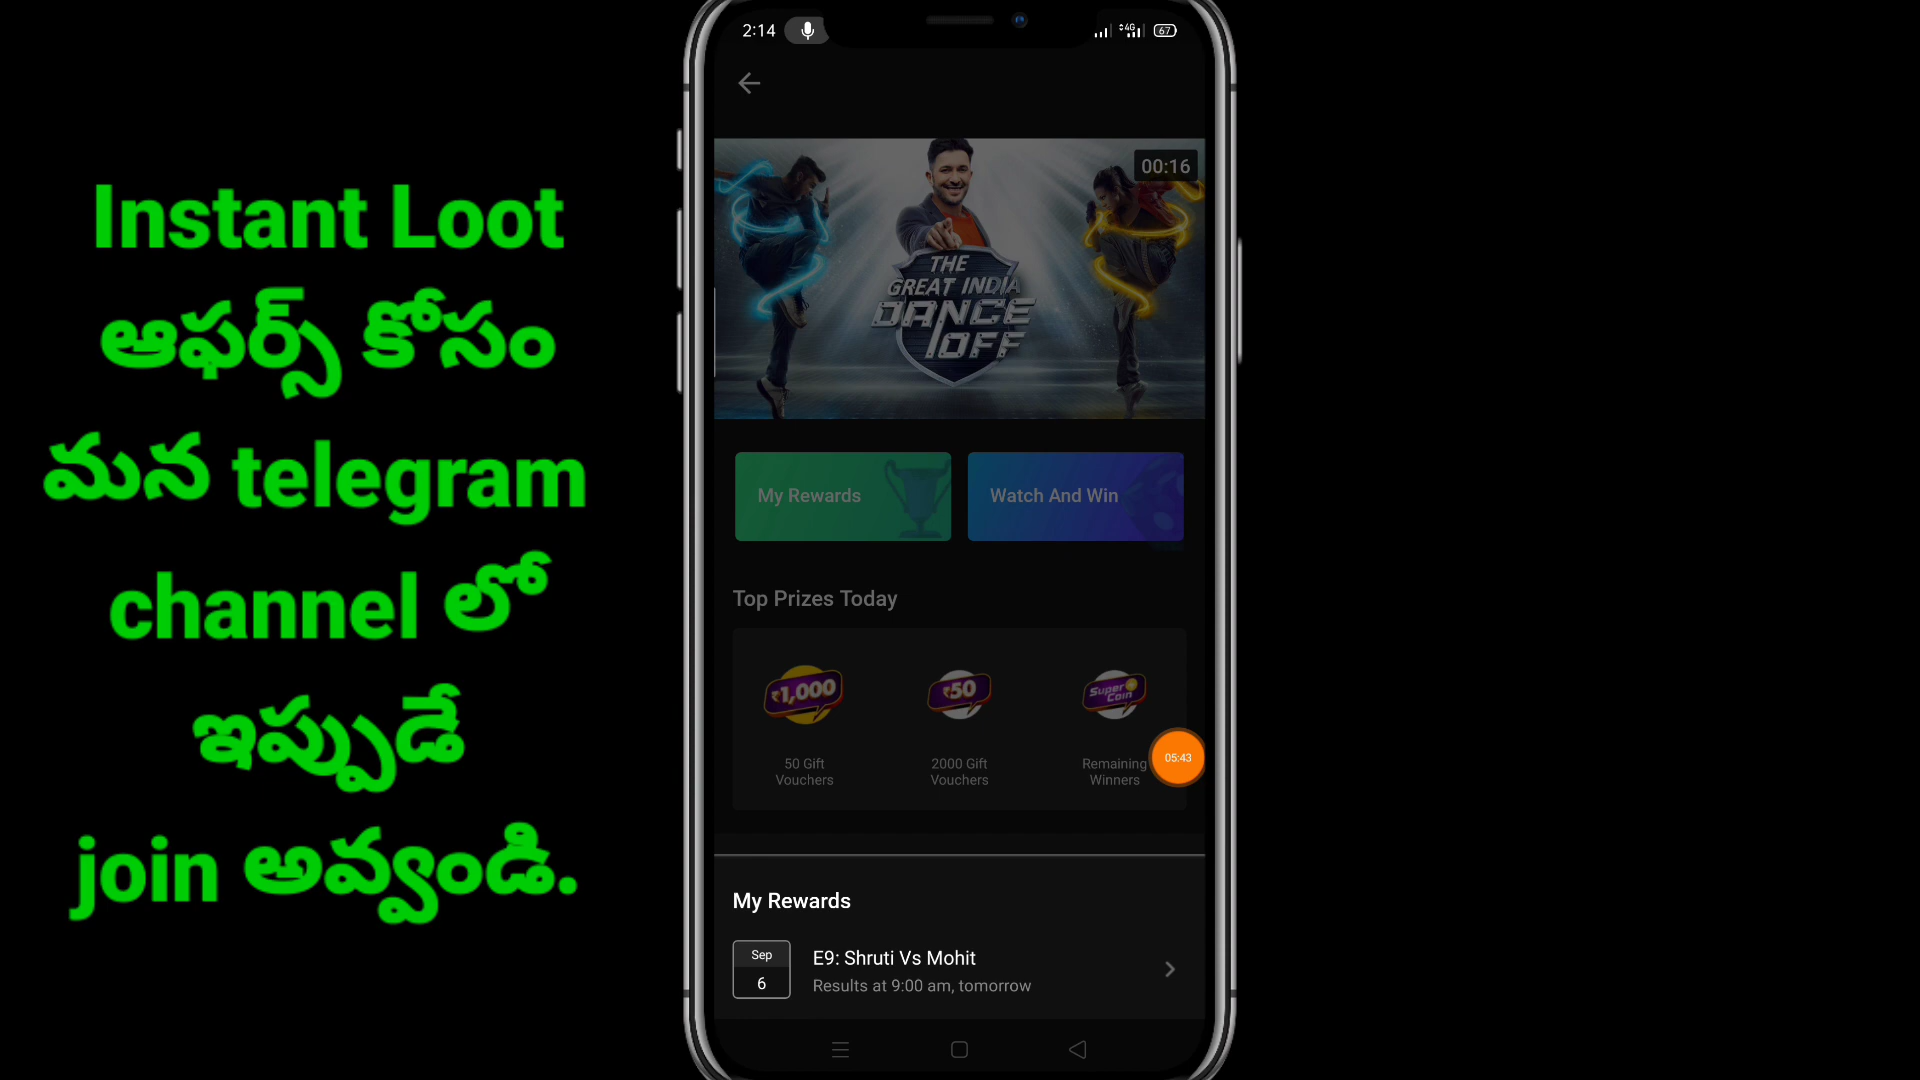 Instant Loot
ఆఫర్స్ కోసం
మన telegram
channel లో
ఇప్పుడే
join అవ్వండి.
2:14
4G
67
00:16
THE
GREAT INDIA
DANCE
OFF
My Rewards
Watch And Win
Top Prizes Today
₹1,000
₹50
Super Coin
50 Gift Vouchers
2000 Gift Vouchers
Remaining Winners
05:43
My Rewards
Sep
6
E9: Shruti Vs Mohit
Results at 9:00 am, tomorrow